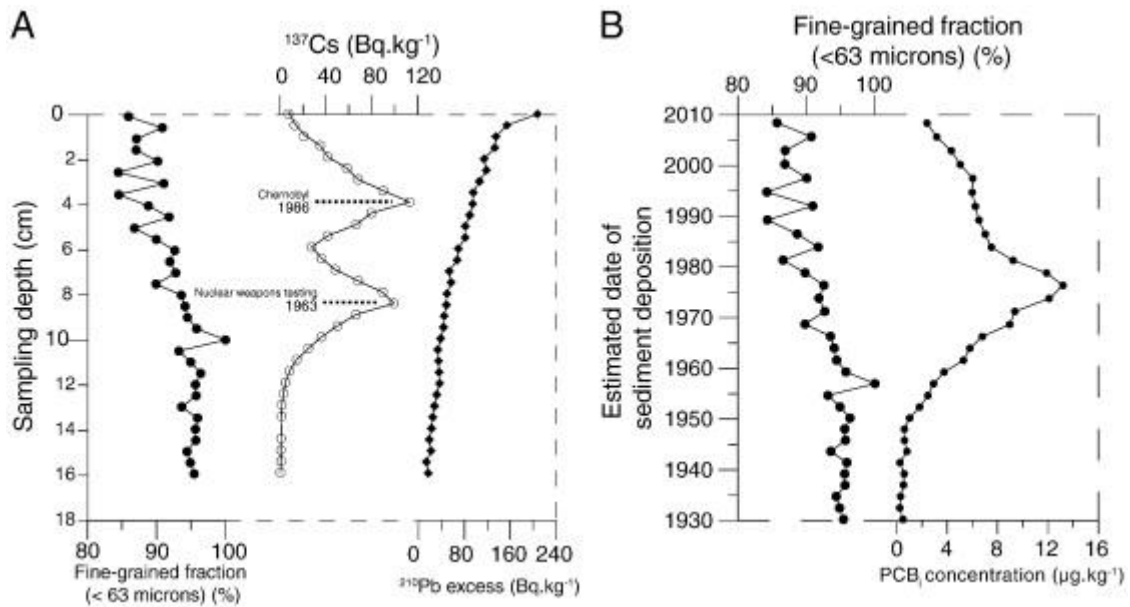 A
¹³⁷Cs (Bq.kg⁻¹)
0 40 80 120
0
2
4
6
8
10
12
14
16
18
Sampling depth (cm)
Chernobyl
1986
Nuclear weapons testing
1963
80 90 100
Fine-grained fraction
(< 63 microns) (%)
0 80 160 240
²¹⁰Pb excess (Bq.kg⁻¹)
B
Fine-grained fraction
(<63 microns) (%)
80 90 100
2010
2000
1990
1980
1970
1960
1950
1940
1930
Estimated date of
sediment deposition
0 4 8 12 16
PCBᵢ concentration (µg.kg⁻¹)